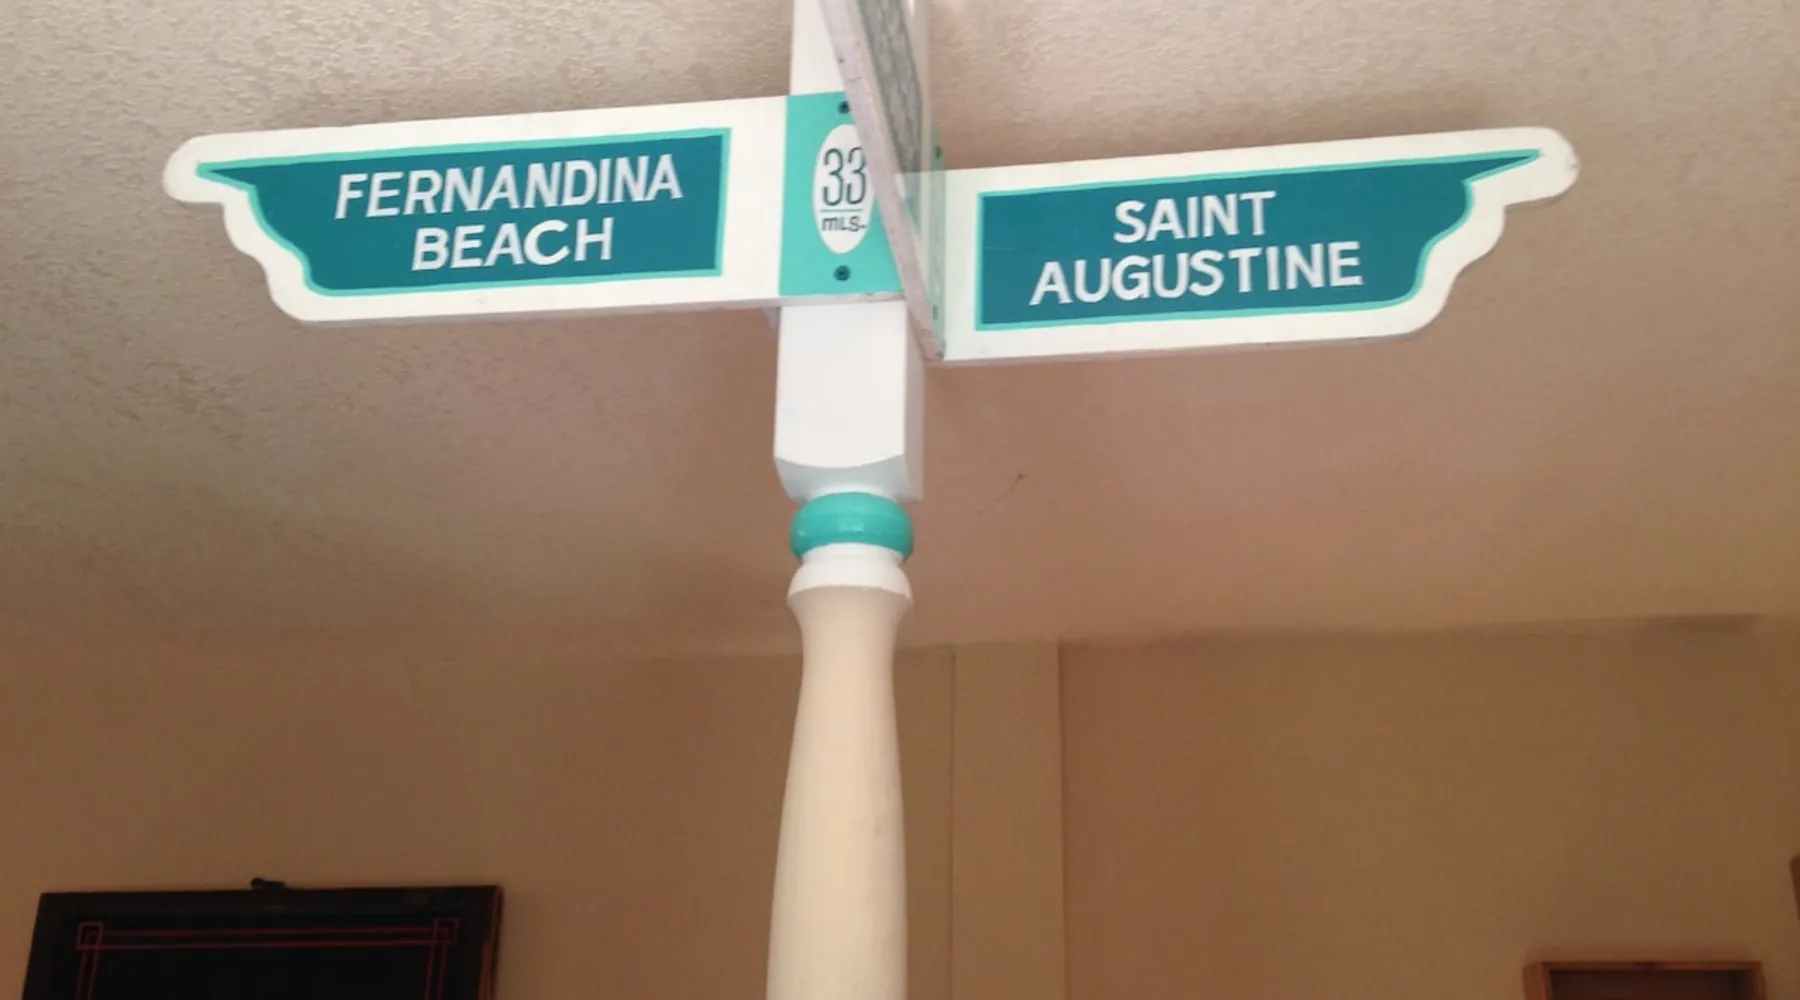 FERNANDINA
BEACH
33
MLS.
SAINT
AUGUSTINE